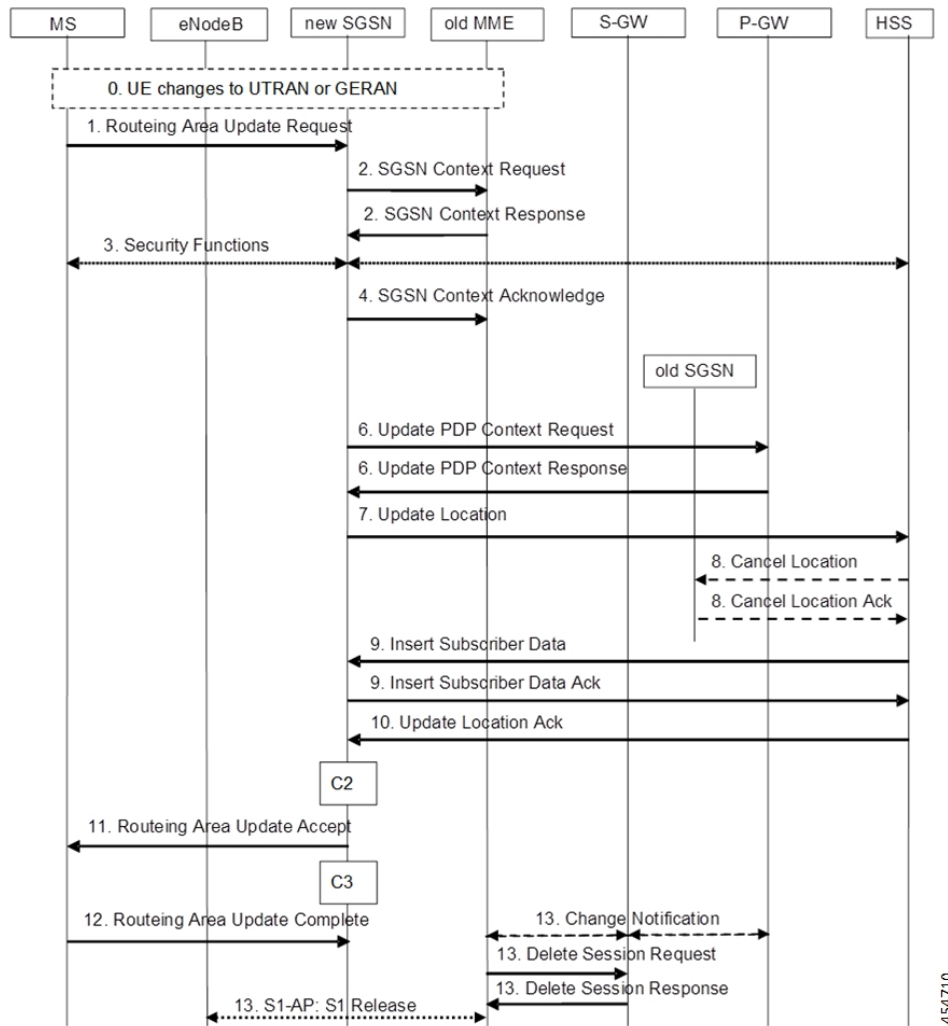 MS
eNodeB
new SGSN
old MME
S-GW
P-GW
HSS
0. UE changes to UTRAN or GERAN
1. Routeing Area Update Request
2. SGSN Context Request
2. SGSN Context Response
3. Security Functions
4. SGSN Context Acknowledge
old SGSN
6. Update PDP Context Request
6. Update PDP Context Response
7. Update Location
8. Cancel Location
8. Cancel Location Ack
9. Insert Subscriber Data
9. Insert Subscriber Data Ack
10. Update Location Ack
C2
11. Routeing Area Update Accept
C3
12. Routeing Area Update Complete
13. Change Notification
13. Delete Session Request
13. Delete Session Response
13. S1-AP: S1 Release
454710